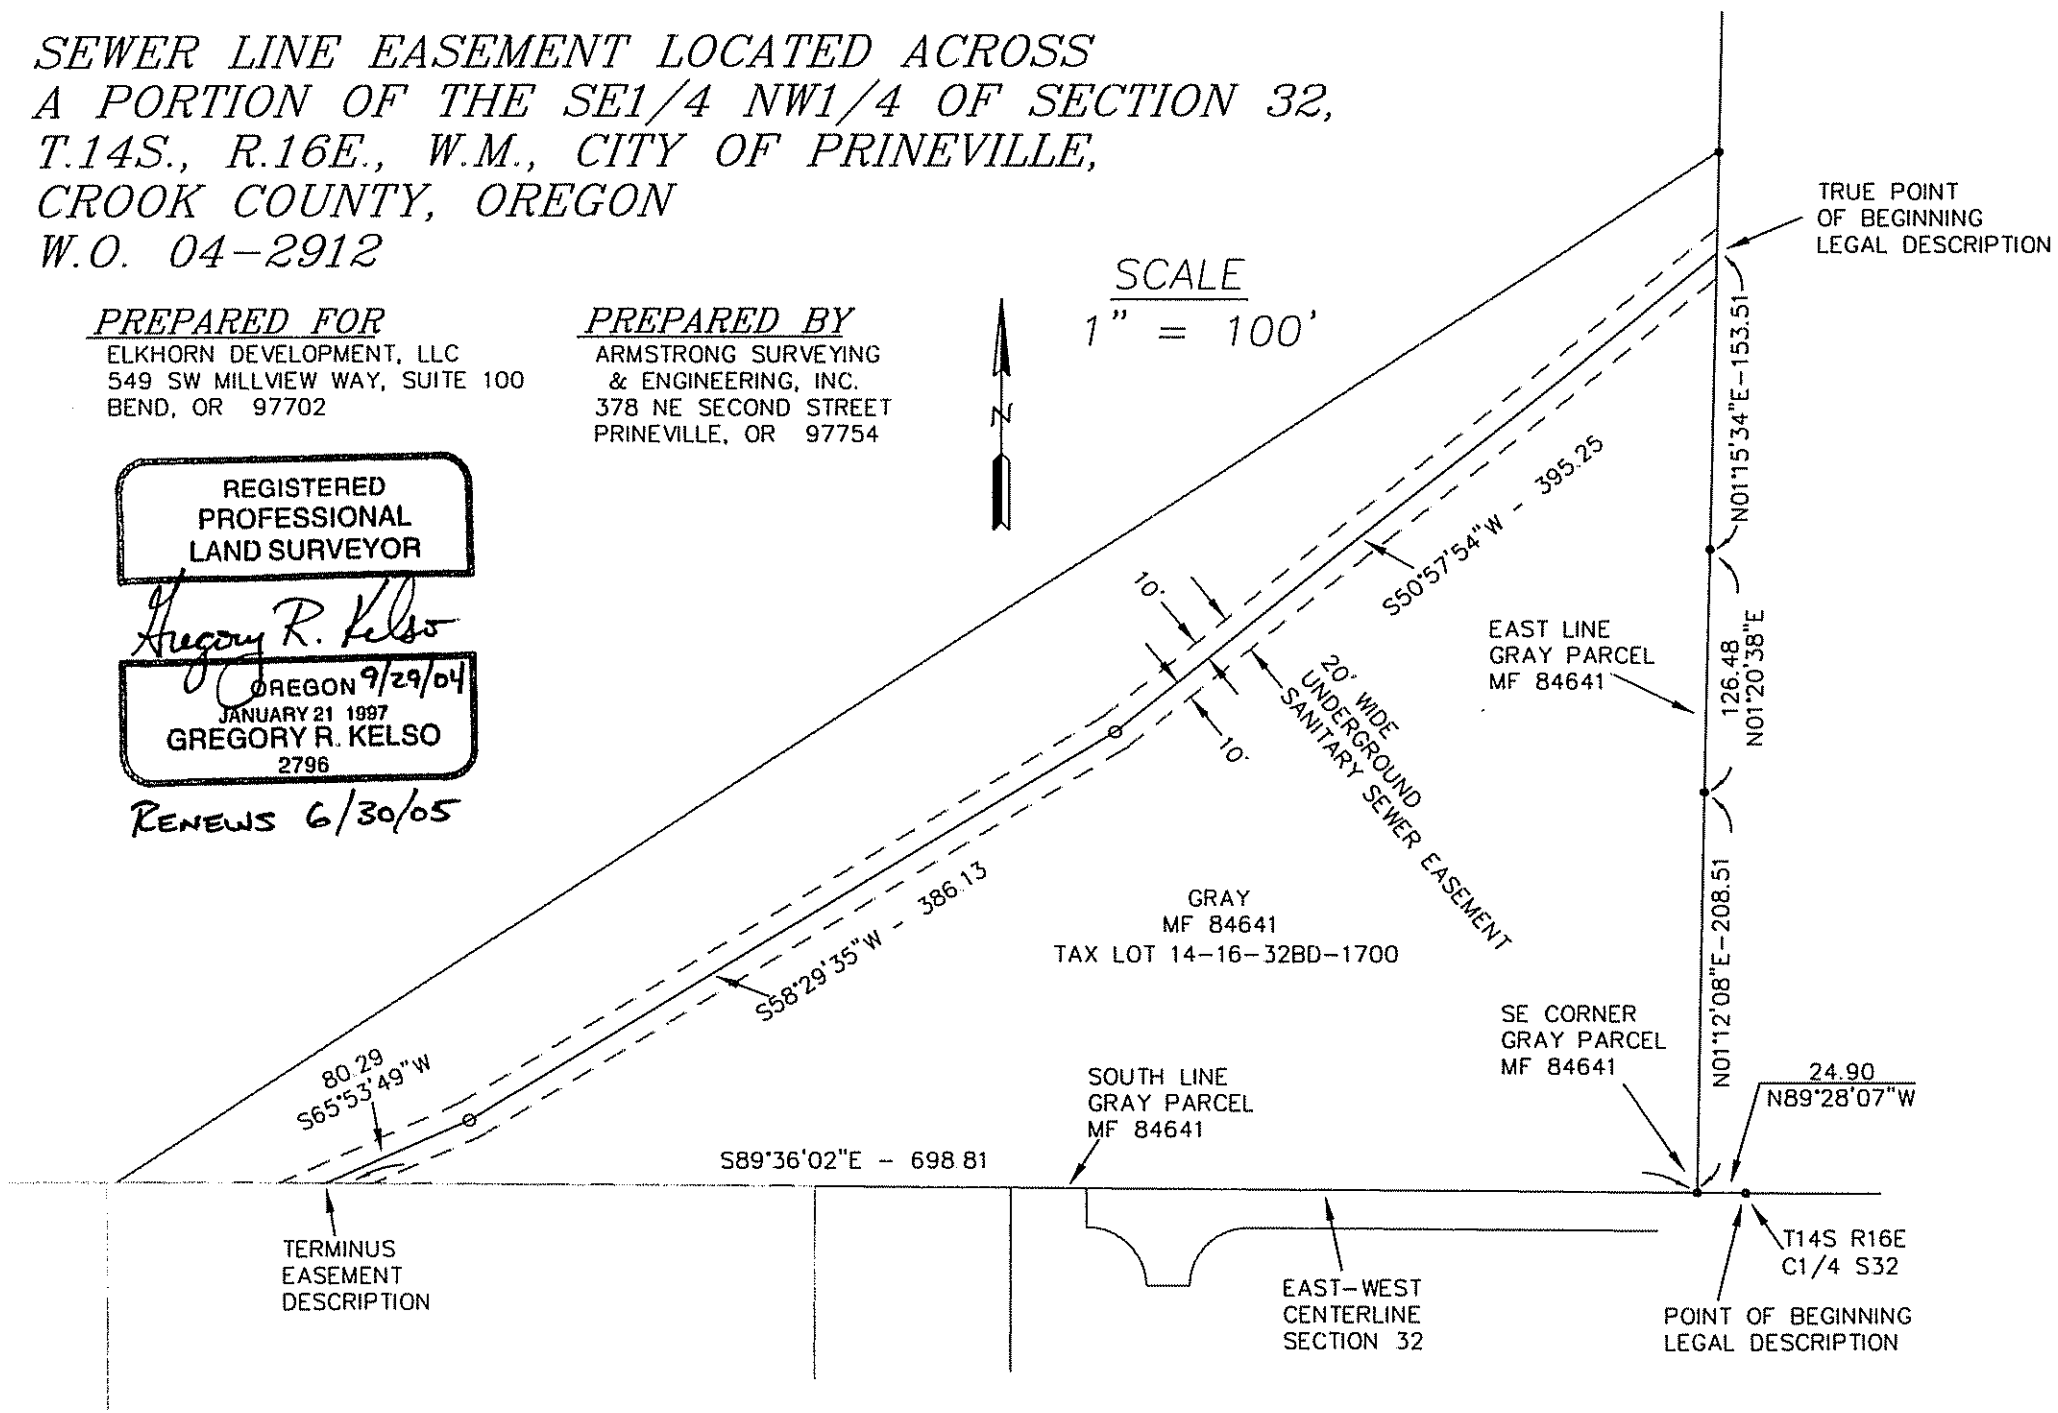 SEWER LINE EASEMENT LOCATED ACROSS
A PORTION OF THE SE1/4 NW1/4 OF SECTION 32,
T.14S., R.16E., W.M., CITY OF PRINEVILLE,
CROOK COUNTY, OREGON
W.O. 04-2912
PREPARED FOR
ELKHORN DEVELOPMENT, LLC
549 SW MILLVIEW WAY, SUITE 100
BEND, OR 97702
PREPARED BY
ARMSTRONG SURVEYING
& ENGINEERING, INC.
378 NE SECOND STREET
PRINEVILLE, OR 97754
N
SCALE
1" = 100'
TRUE POINT
OF BEGINNING
LEGAL DESCRIPTION
REGISTERED
PROFESSIONAL
LAND SURVEYOR
Gregory R. Kelso
OREGON 9/29/04
JANUARY 21 1997
GREGORY R. KELSO
2796
RENEWS 6/30/05
N01°15'34"E-153.51
S50°57'54"W - 395.25
10'
10'
20' WIDE
UNDERGROUND
SANITARY SEWER EASEMENT
EAST LINE
GRAY PARCEL
MF 84641
126.48
N01°20'38"E
S58°29'35"W - 386.13
GRAY
MF 84641
TAX LOT 14-16-32BD-1700
N01°12'08"E-208.51
SE CORNER
GRAY PARCEL
MF 84641
24.90
N89°28'07"W
80.29
S65°53'49"W
SOUTH LINE
GRAY PARCEL
MF 84641
S89°36'02"E - 698.81
TERMINUS
EASEMENT
DESCRIPTION
EAST-WEST
CENTERLINE
SECTION 32
T14S R16E
C1/4 S32
POINT OF BEGINNING
LEGAL DESCRIPTION